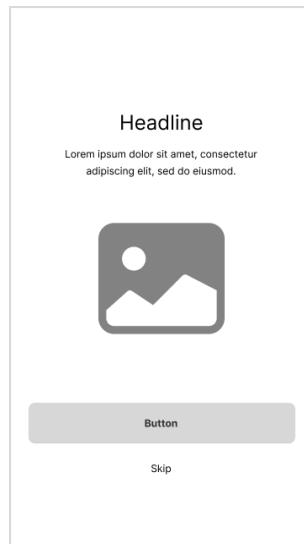 Headline
Lorem ipsum dolor sit amet, consectetur
adipiscing elit, sed do eiusmod.
Button
Skip